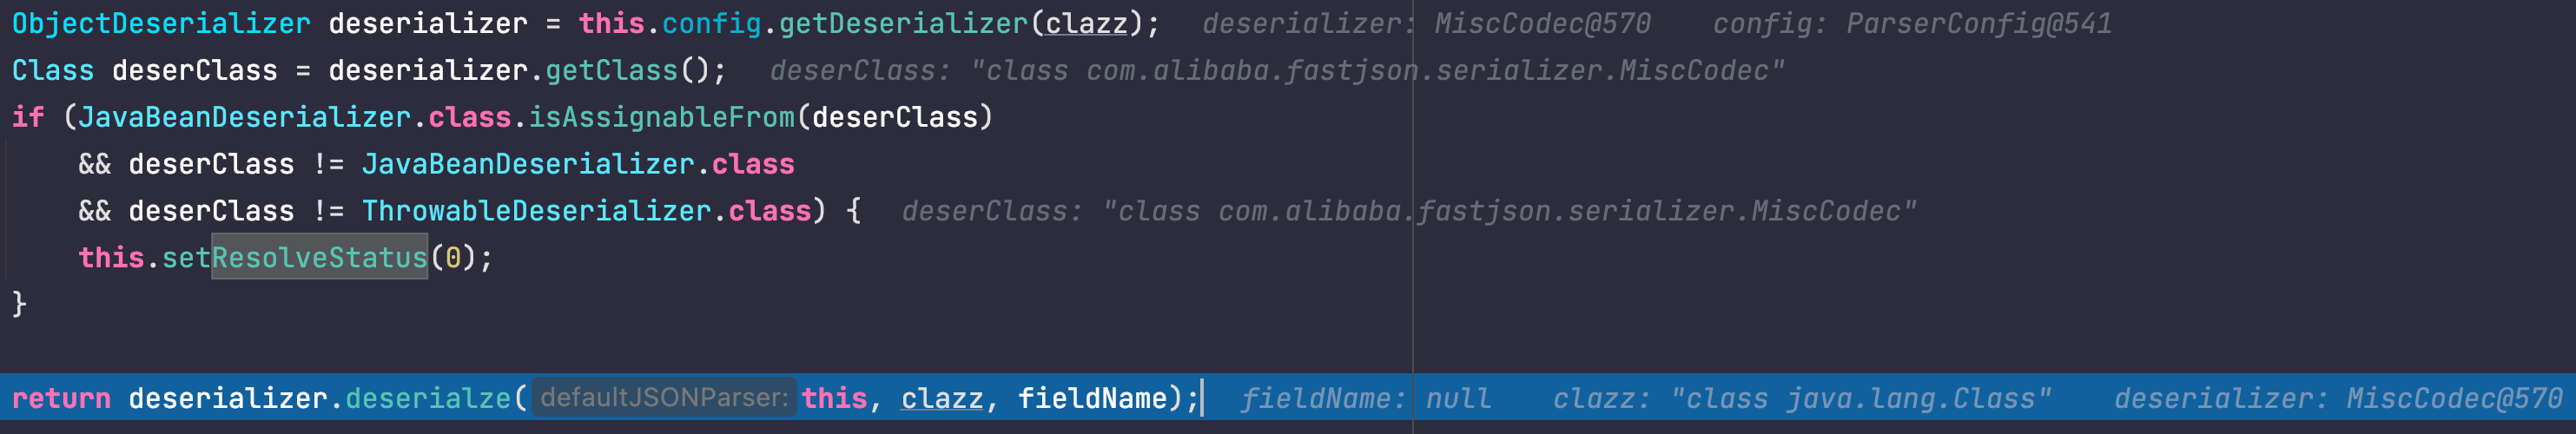 ObjectDeserializer deserializer = this.config.getDeserializer(clazz);  deserializer: MiscCodec@570  config: ParserConfig@541
Class deserClass = deserializer.getClass();  deserClass: "class com.alibaba.fastjson.serializer.MiscCodec"
if (JavaBeanDeserializer.class.isAssignableFrom(deserClass)
&& deserClass != JavaBeanDeserializer.class
&& deserClass != ThrowableDeserializer.class) {  deserClass: "class com.alibaba.fastjson.serializer.MiscCodec"
this.setResolveStatus(0);
}
return deserializer.deserialze( defaultJSONParser: this, clazz, fieldName);  fieldName: null  clazz: "class java.lang.Class"  deserializer: MiscCodec@570